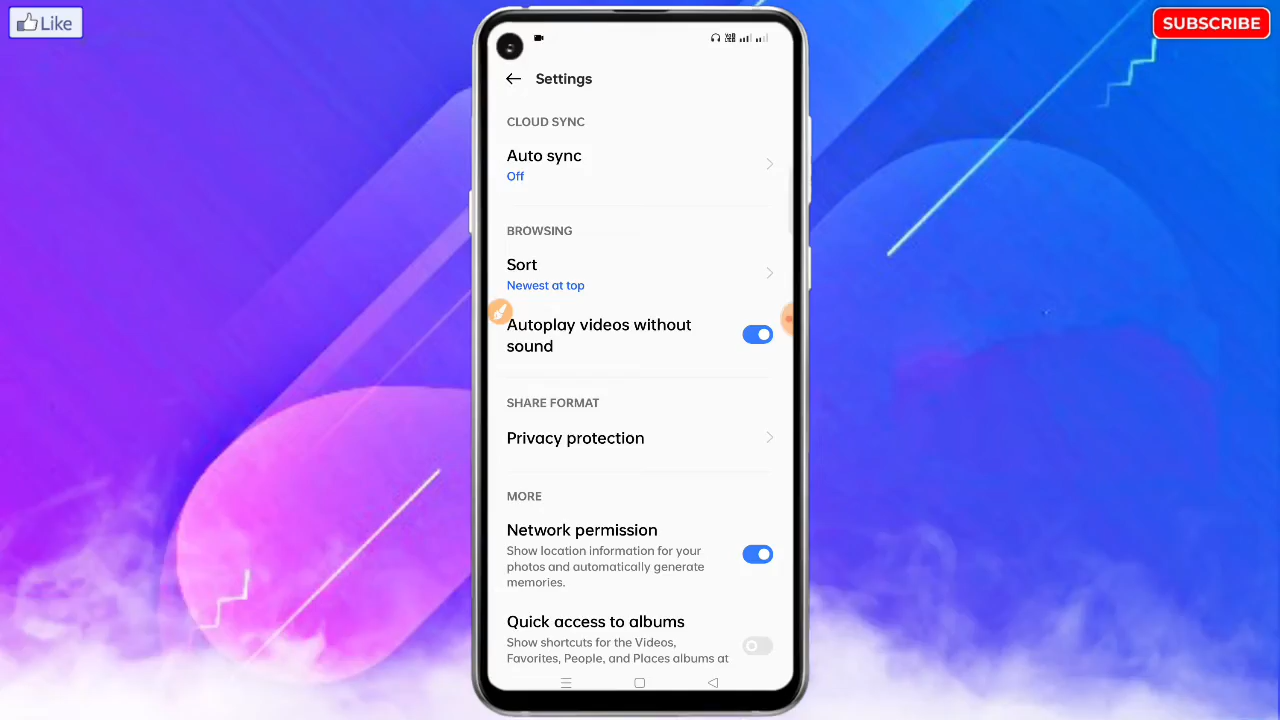 Like
SUBSCRIBE
Settings
CLOUD SYNC
Auto sync
Off
BROWSING
Sort
Newest at top
Autoplay videos without
sound
SHARE FORMAT
Privacy protection
MORE
Network permission
Show location information for your
photos and automatically generate
memories.
Quick access to albums
Show shortcuts for the Videos,
Favorites, People, and Places albums at